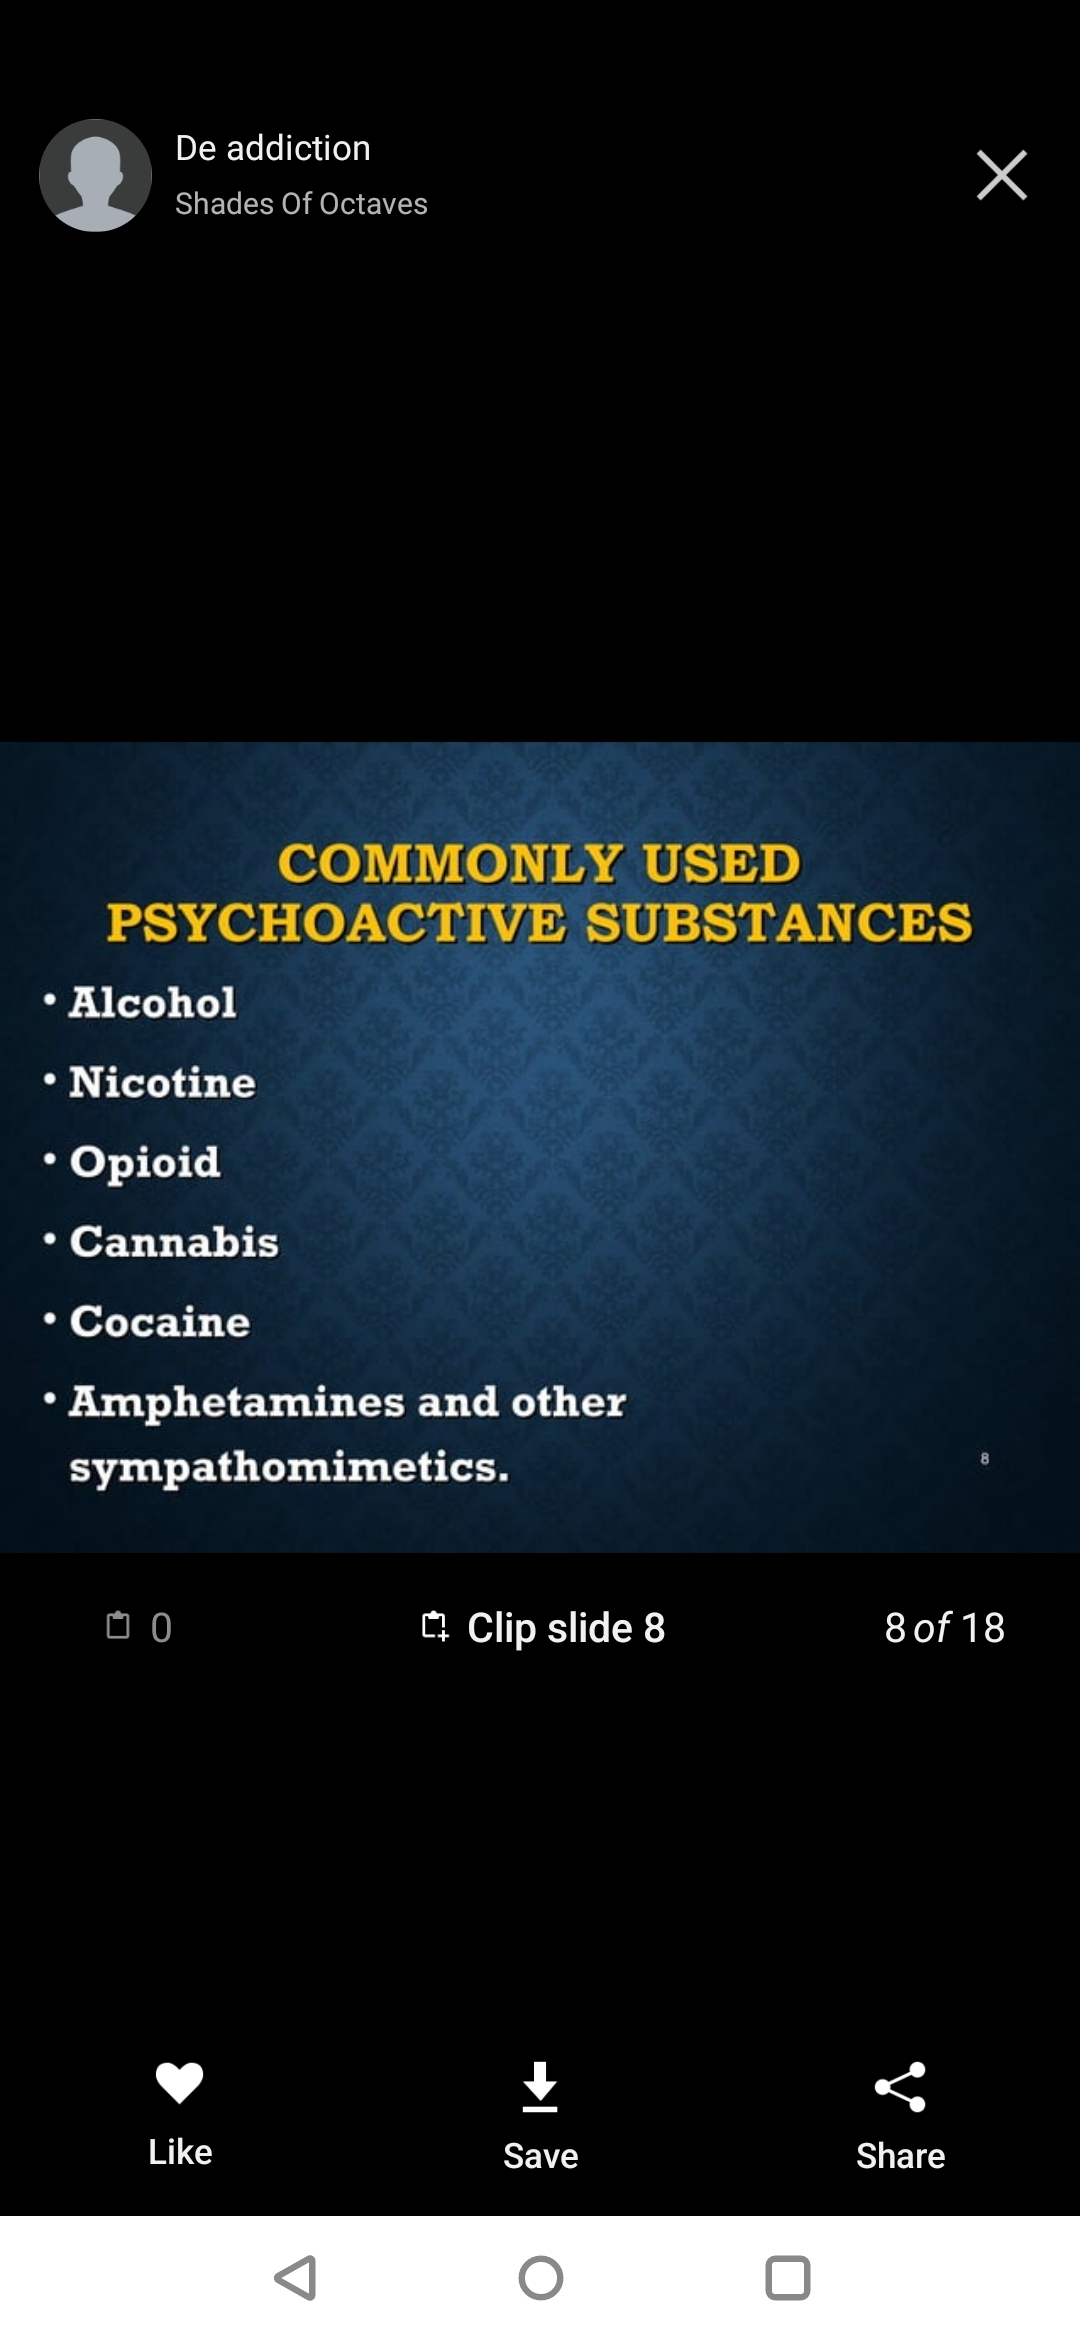 De addiction
Shades Of Octaves
COMMONLY USED
PSYCHOACTIVE SUBSTANCES
• Alcohol
• Nicotine
• Opioid
• Cannabis
• Cocaine
• Amphetamines and other
sympathomimetics.
8
0
Clip slide 8
8 of 18
Like
Save
Share